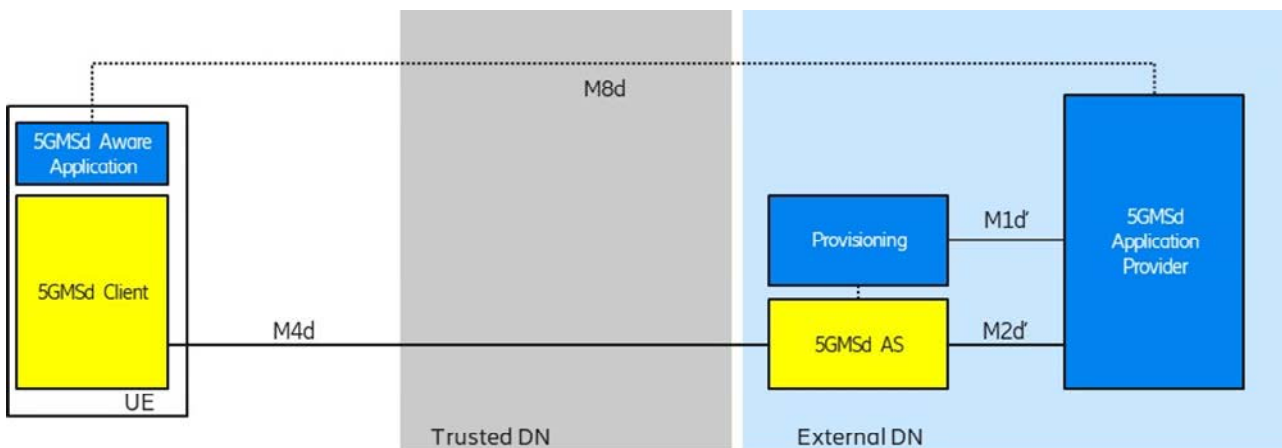 M8d
5GMSd Aware
Application
5GMSd Client
UE
M4d
Trusted DN
Provisioning
M1d'
5GMSd
Application
Provider
5GMSd AS
M2d'
External DN